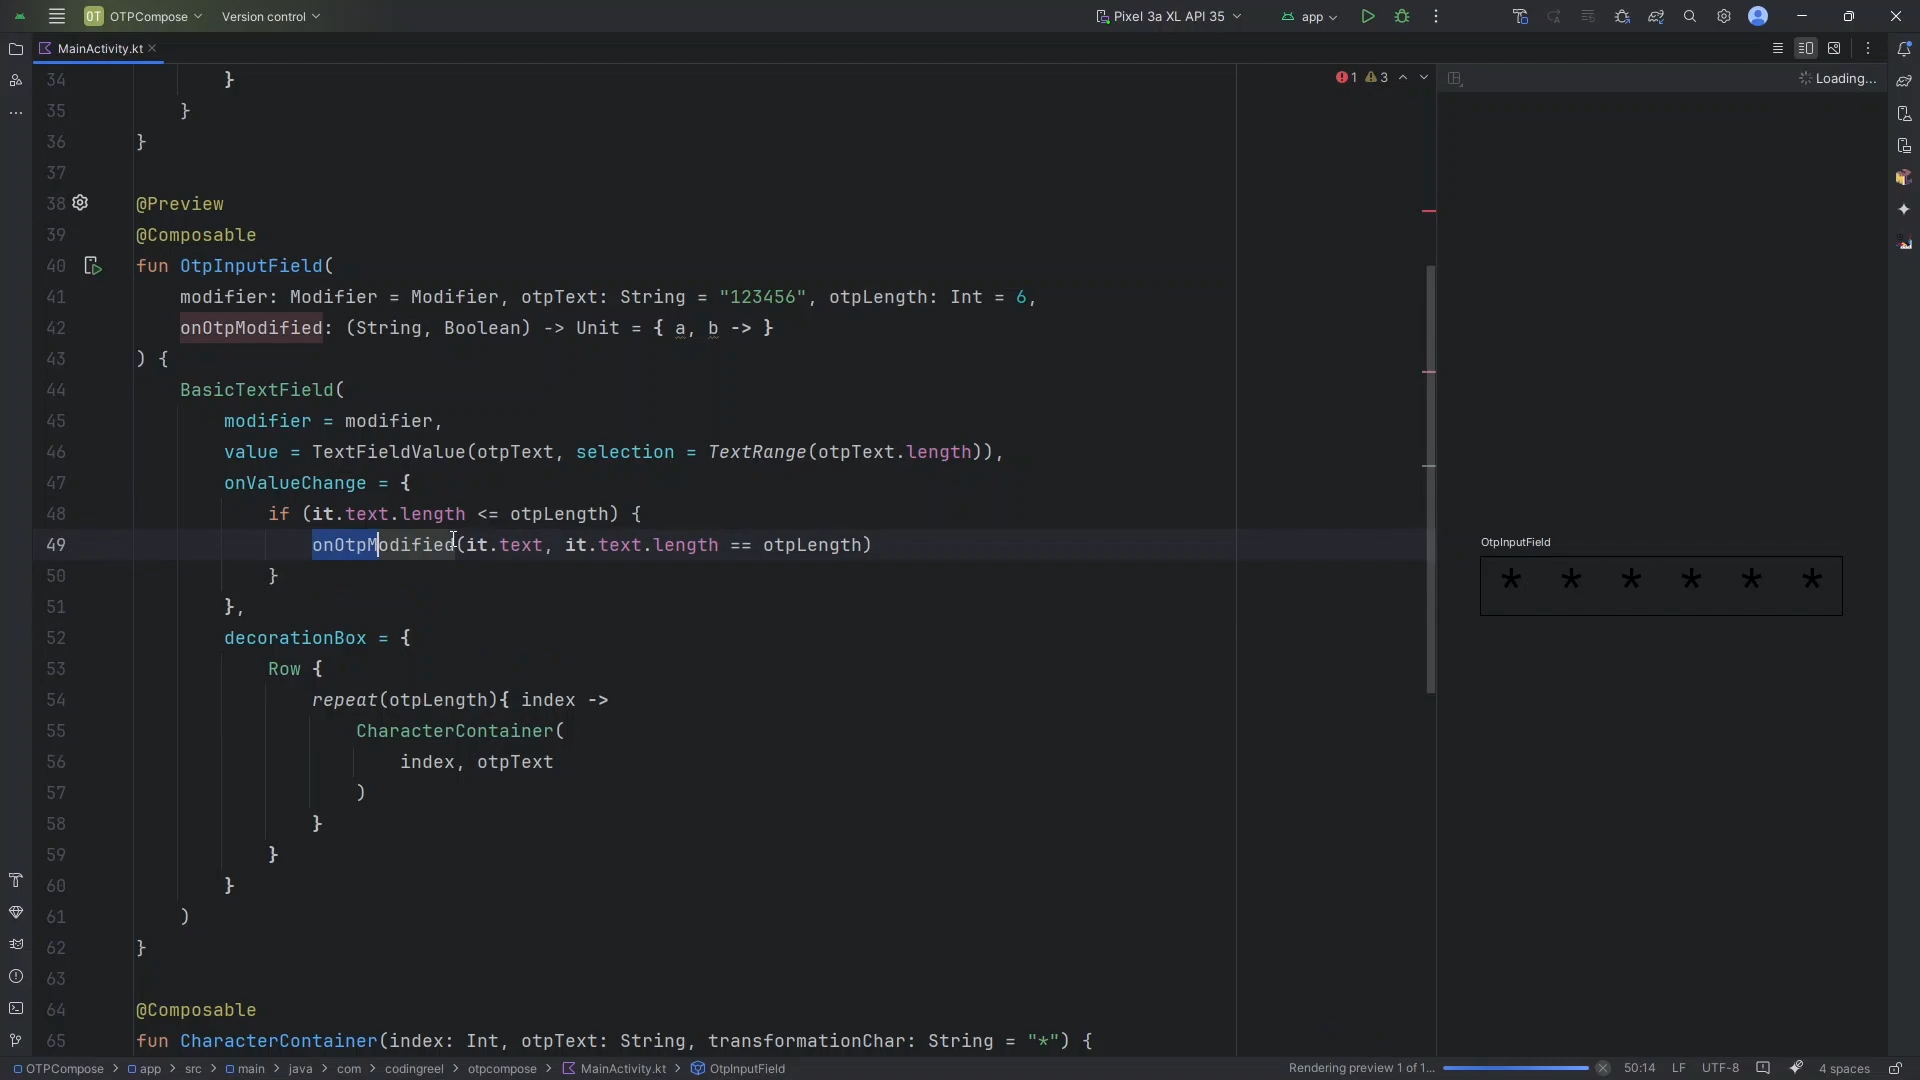 OT OTPCompose Version control Pixel 3a XL API 35 app
MainActivity.kt
1 3 Loading...
34 }
35 }
36 }
37
38 @Preview
39 @Composable
40 fun OtpInputField(
41 modifier: Modifier = Modifier, otpText: String = "123456", otpLength: Int = 6,
42 onOtpModified: (String, Boolean) -> Unit = { a, b -> }
43 ) {
44 BasicTextField(
45 modifier = modifier,
46 value = TextFieldValue(otpText, selection = TextRange(otpText.length)),
47 onValueChange = {
48 if (it.text.length <= otpLength) {
49 onOtpModified(it.text, it.text.length == otpLength)
50 }
51 },
52 decorationBox = {
53 Row {
54 repeat(otpLength){ index ->
55 CharacterContainer(
56 index, otpText
57 )
58 }
59 }
60 }
61 )
62 }
63
64 @Composable
65 fun CharacterContainer(index: Int, otpText: String, transformationChar: String = "*") {
OtpInputField
* * * * * *
OTPCompose > app > src > main > java > com > codingreel > otpcompose > MainActivity.kt > OtpInputField Rendering preview 1 of 1... 50:14 LF UTF-8 4 spaces